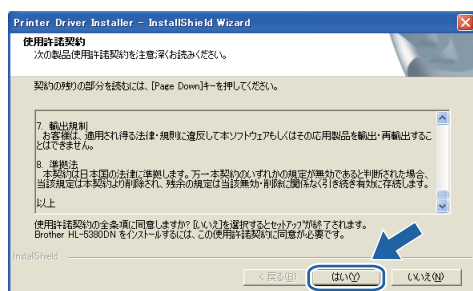 Printer Driver Installer - InstallShield Wizard
使用許諾契約
次の製品使用許諾契約を注意深くお読みください。
契約の残りの部分を読むには、[Page Down]キーを押してください。
7. 輸出規制
お客様は、適用され得る法律・規則に違反して本ソフトウェアもしくはその応用製品を輸出・再輸出するこ
とはできません。
8. 準拠法
本契約は日本国の法律に準拠します。万一本契約のいずれかの規定が無効であると判断された場合、
当該規定は本契約より削除され、残余の規定は当該無効・削除に関係なく引き続き有効に存続します。
以上
使用許諾契約の全条項に同意しますか? [いいえ]を選択するとセットアップが終了されます。
Brother HL-5380DN をインストールするには、この使用許諾契約に同意が必要です。
InstallShield
< 戻る(B)
はい(Y)
いいえ(N)